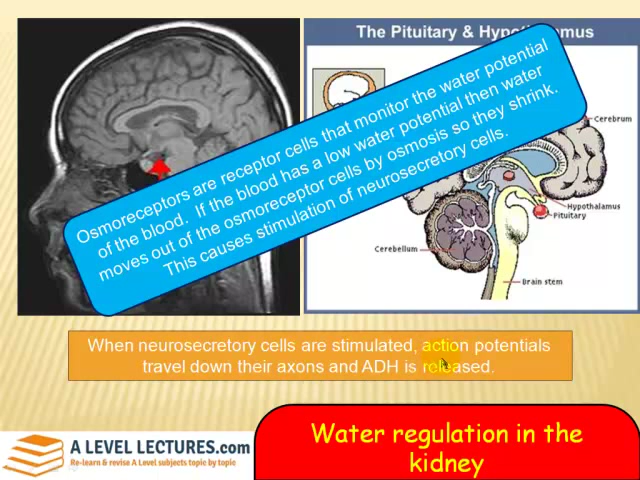 The Pituitary & Hypothalamus
Osmoreceptors are receptor cells that monitor the water potential
of the blood. If the blood has a low water potential then water
moves out of the osmoreceptor cells by osmosis so they shrink.
This causes stimulation of neurosecretory cells.
Cerebrum
Hypothalamus
Pituitary
Cerebellum
Brain stem
When neurosecretory cells are stimulated, action potentials
travel down their axons and ADH is released.
Water regulation in the
kidney
A LEVEL LECTURES.com
Re-learn & revise A Level subjects topic by topic